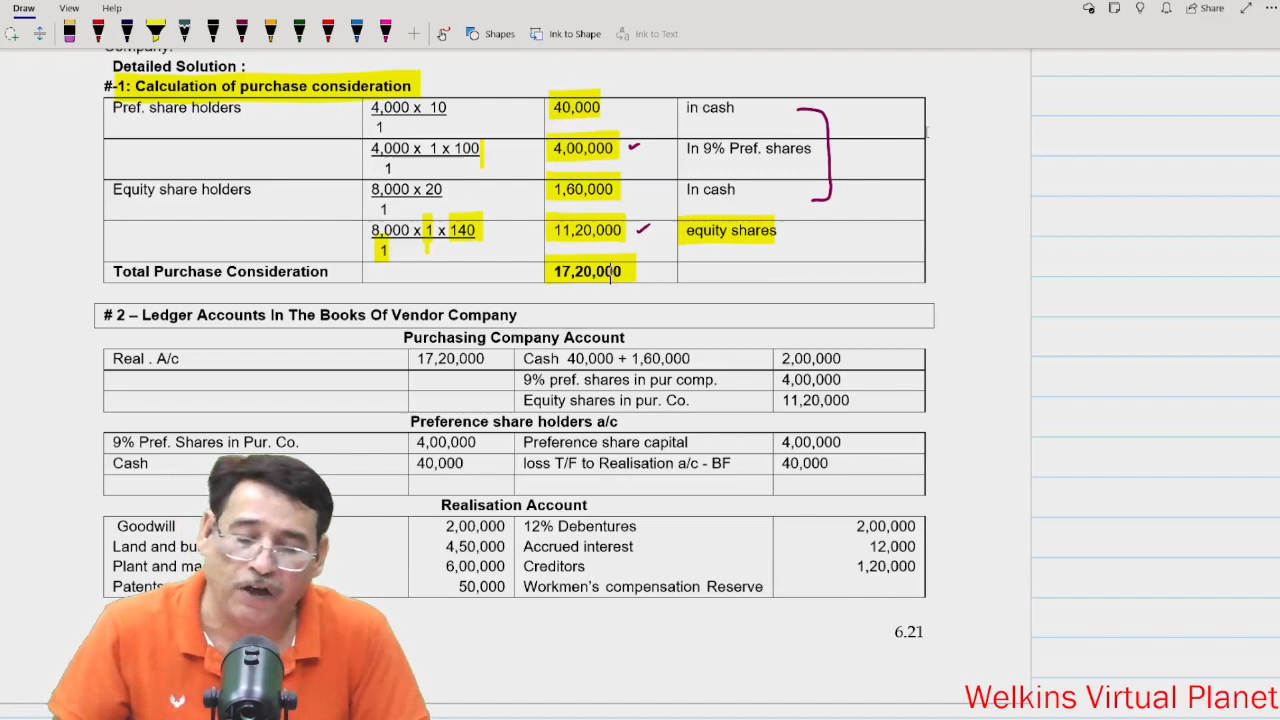 Draw View Help
Shapes Ink to Shape Ink to Text Share
Company.
Detailed Solution :
#-1: Calculation of purchase consideration
Pref. share holders 4,000 x 10 40,000 in cash
1
4,000 x 1 x 100 4,00,000 In 9% Pref. shares
1
Equity share holders 8,000 x 20 1,60,000 In cash
1
8,000 x 1 x 140 11,20,000 equity shares
1
Total Purchase Consideration 17,20,000
# 2 – Ledger Accounts In The Books Of Vendor Company
Purchasing Company Account
Real . A/c 17,20,000 Cash 40,000 + 1,60,000 2,00,000
9% pref. shares in pur comp. 4,00,000
Equity shares in pur. Co. 11,20,000
Preference share holders a/c
9% Pref. Shares in Pur. Co. 4,00,000 Preference share capital 4,00,000
Cash 40,000 loss T/F to Realisation a/c - BF 40,000
Realisation Account
Goodwill 2,00,000 12% Debentures 2,00,000
Land and bu 4,50,000 Accrued interest 12,000
Plant and ma 6,00,000 Creditors 1,20,000
Patents 50,000 Workmen's compensation Reserve
6.21
Welkins Virtual Planet